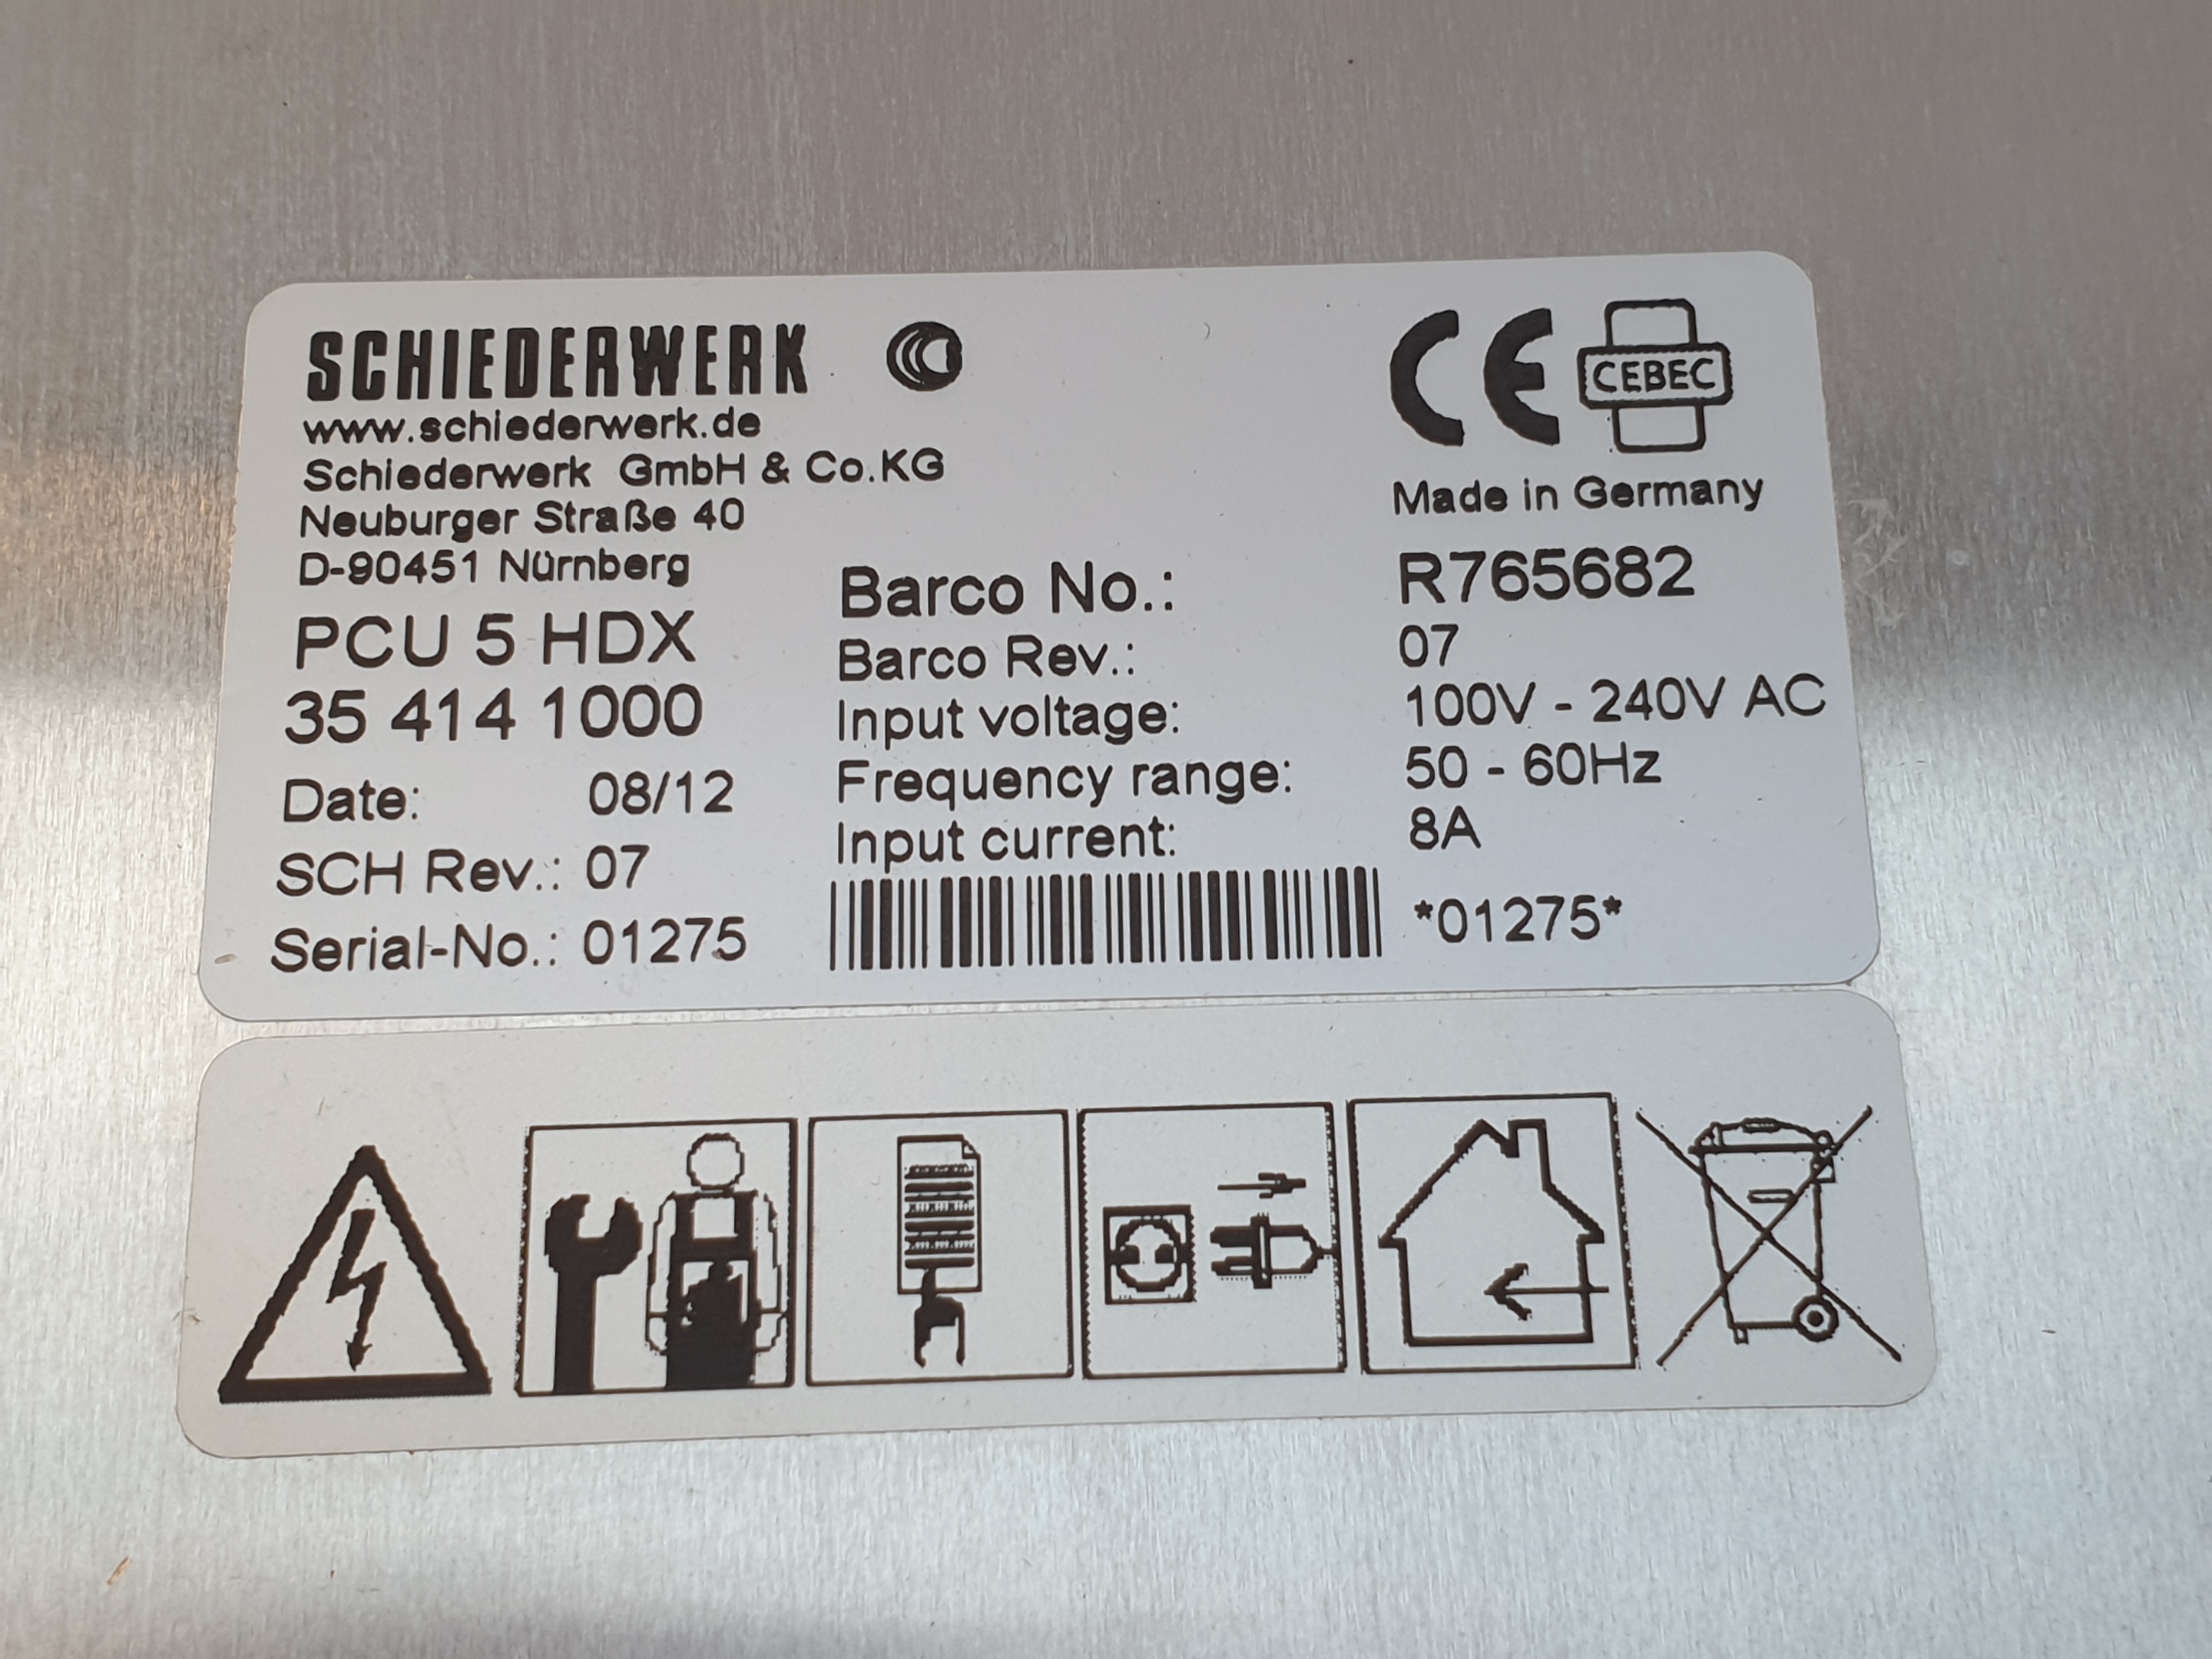 SCHIEDERWERK
www.schiederwerk.de
Schiederwerk GmbH & Co.KG
Neuburger Straße 40
D-90451 Nürnberg
PCU 5 HDX
35 414 1000
Date: 08/12
SCH Rev.: 07
Serial-No.: 01275
CE CEBEC
Made in Germany
Barco No.: R765682
Barco Rev.: 07
Input voltage: 100V - 240V AC
Frequency range: 50 - 60Hz
Input current: 8A
*01275*